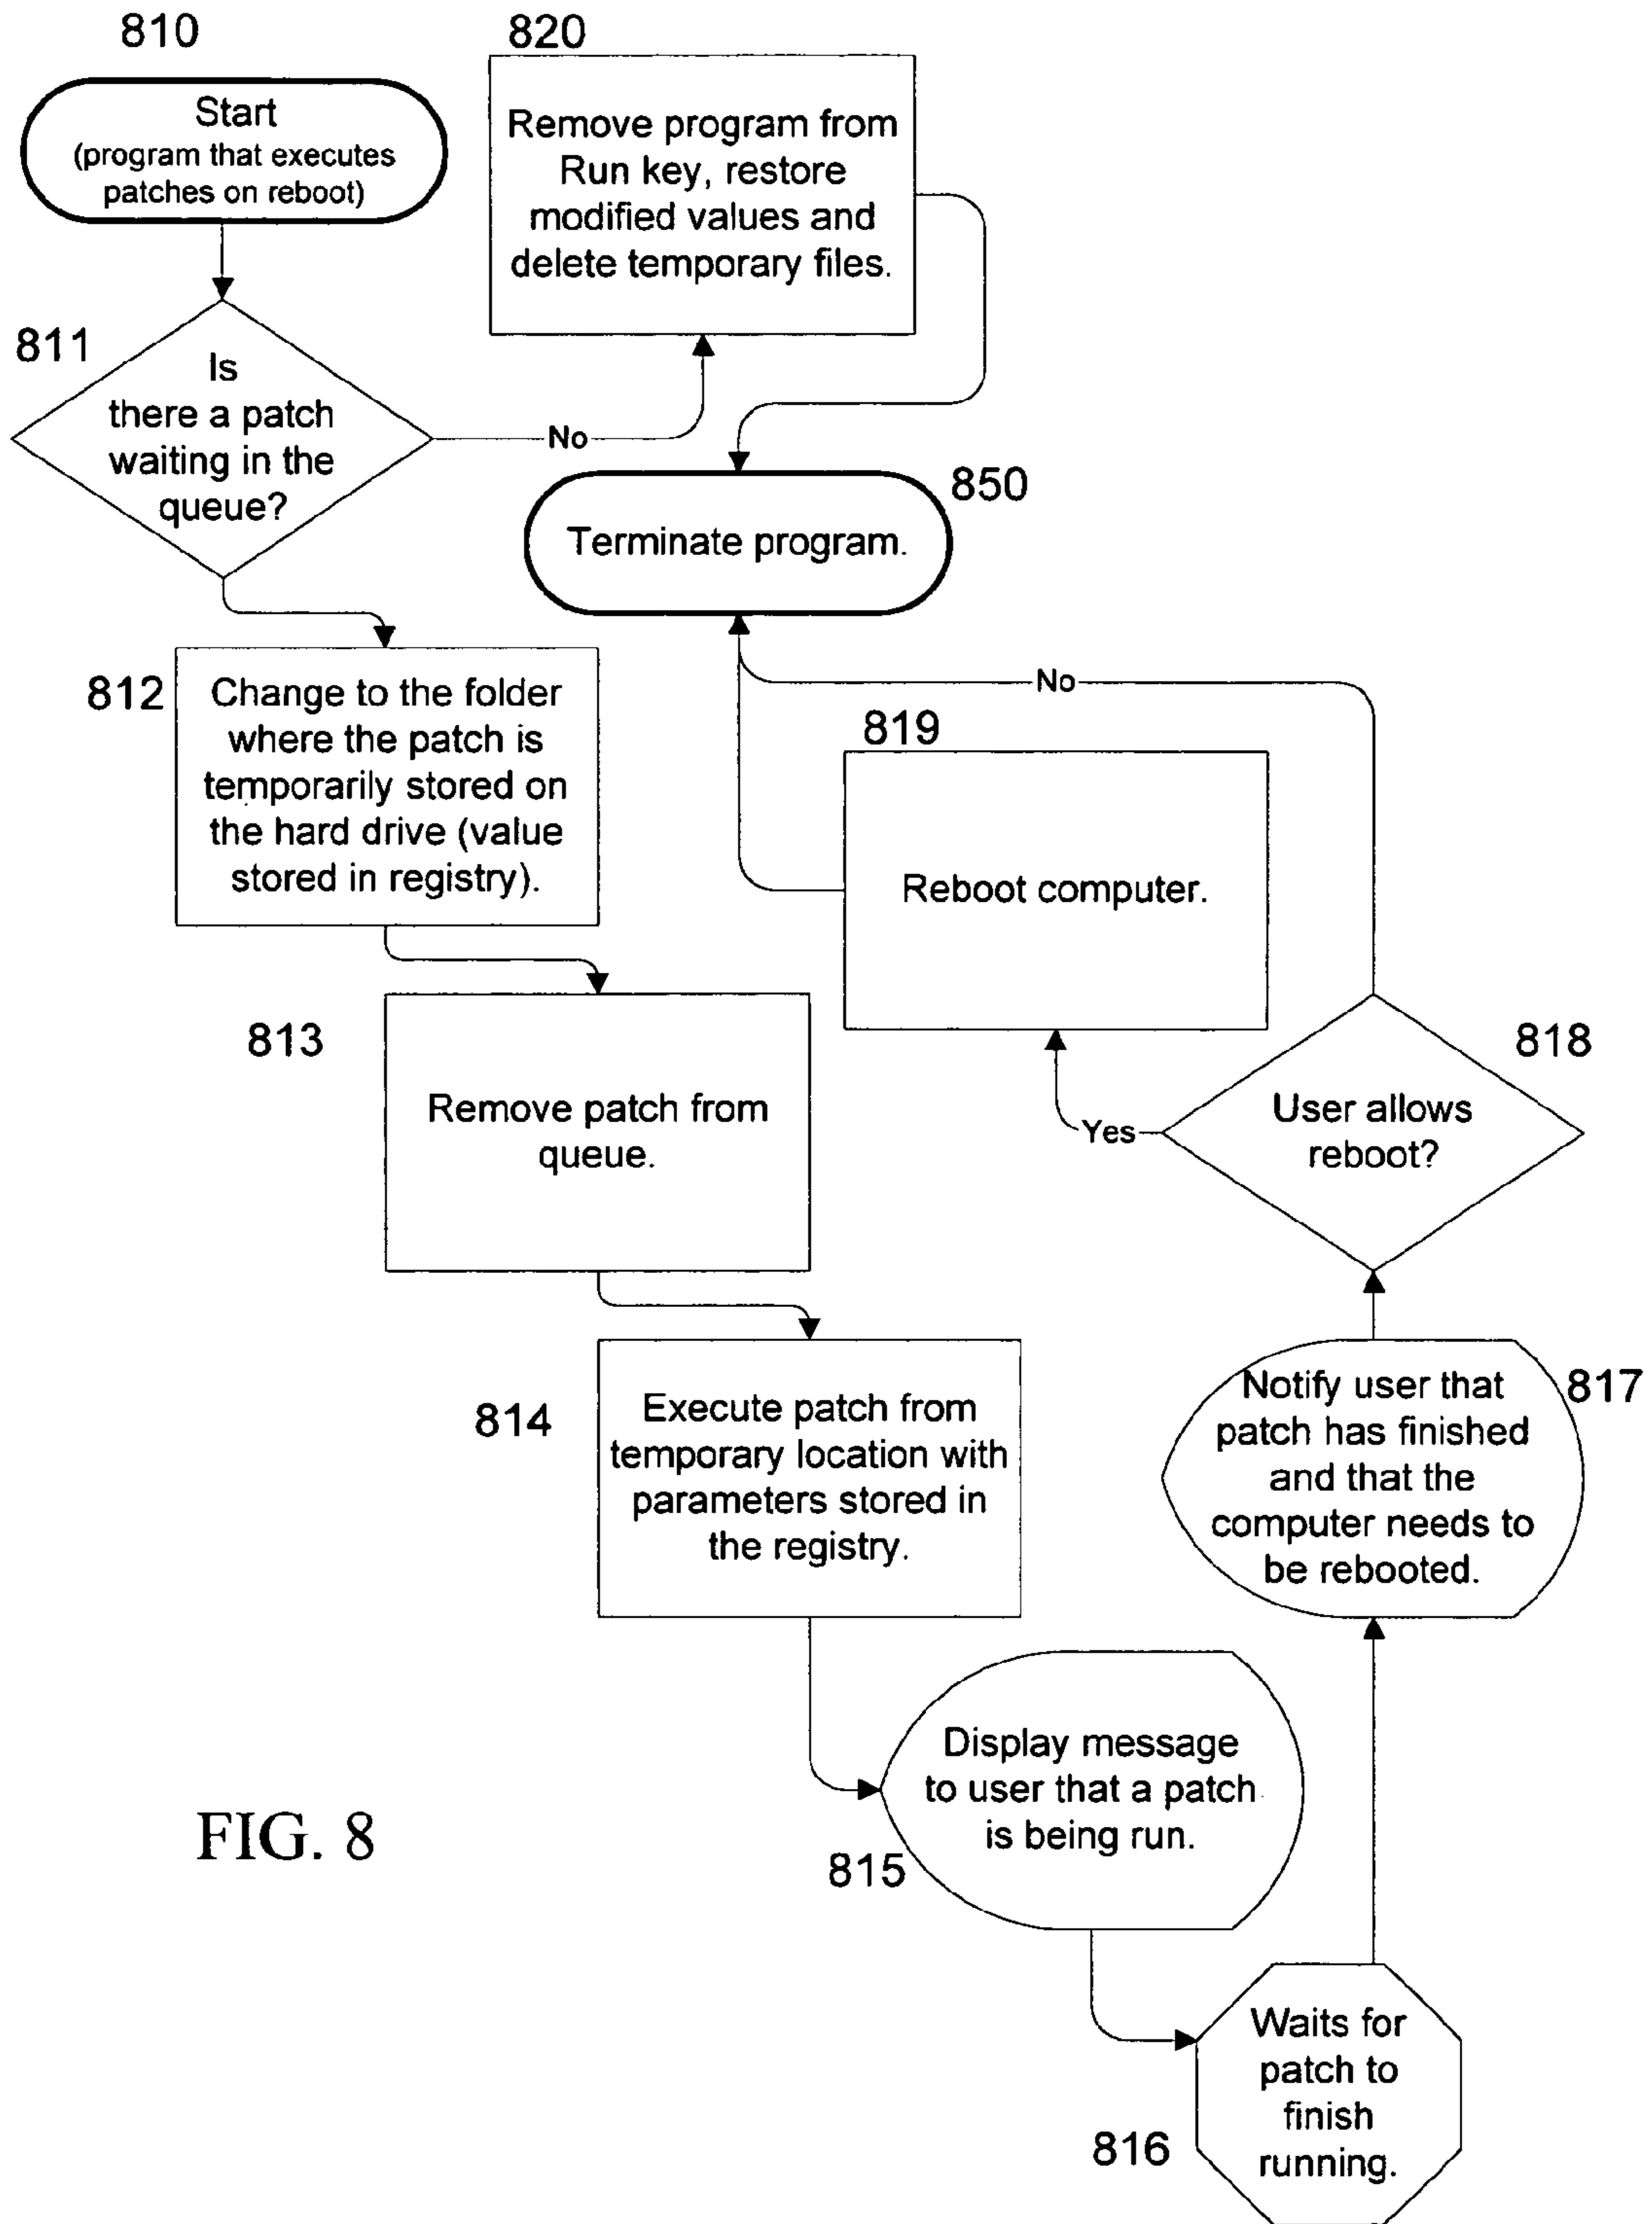 810
Start
(program that executes
patches on reboot)
820
Remove program from
Run key, restore
modified values and
delete temporary files.
811
Is
there a patch
waiting in the
queue?
No
850
Terminate program.
812
Change to the folder
where the patch is
temporarily stored on
the hard drive (value
stored in registry).
No
819
Reboot computer.
813
Remove patch from
queue.
818
User allows
reboot?
Yes
814
Execute patch from
temporary location with
parameters stored in
the registry.
817
Notify user that
patch has finished
and that the
computer needs to
be rebooted.
815
Display message
to user that a patch
is being run.
FIG. 8
816
Waits for
patch to
finish
running.